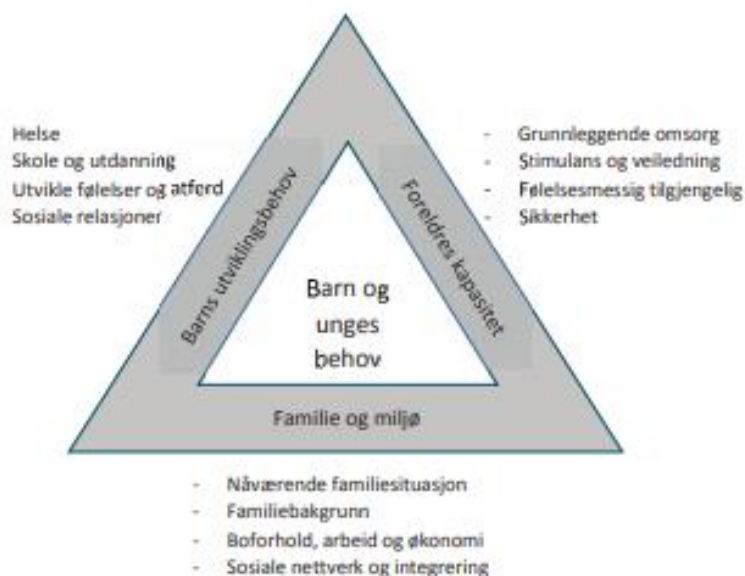 Helse
Skole og utdanning
Utvikle følelser og atferd
Sosiale relasjoner
- Grunnleggende omsorg
- Stimulans og veiledning
- Følelsesmessig tilgjengelig
- Sikkerhet
Barns utviklingsbehov
Foreldres kapasitet
Barn og
unges
behov
Familie og miljø
- Nåværende familiesituasjon
- Familiebakgrunn
- Boforhold, arbeid og økonomi
- Sosiale nettverk og integrering